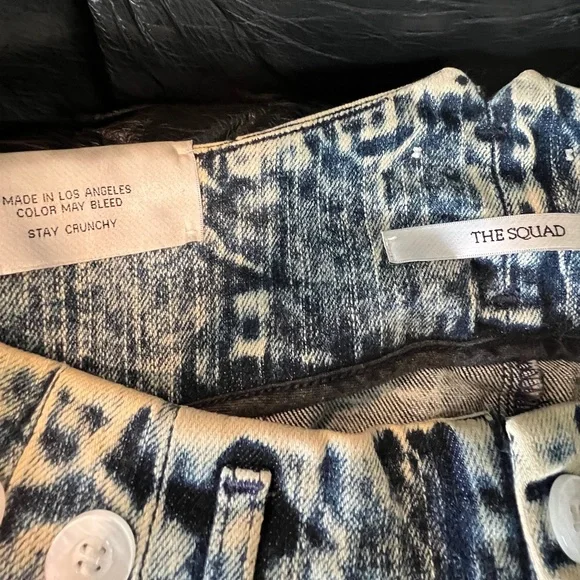 MADE IN LOS ANGELES
COLOR MAY BLEED
STAY CRUNCHY
THE SQUAD